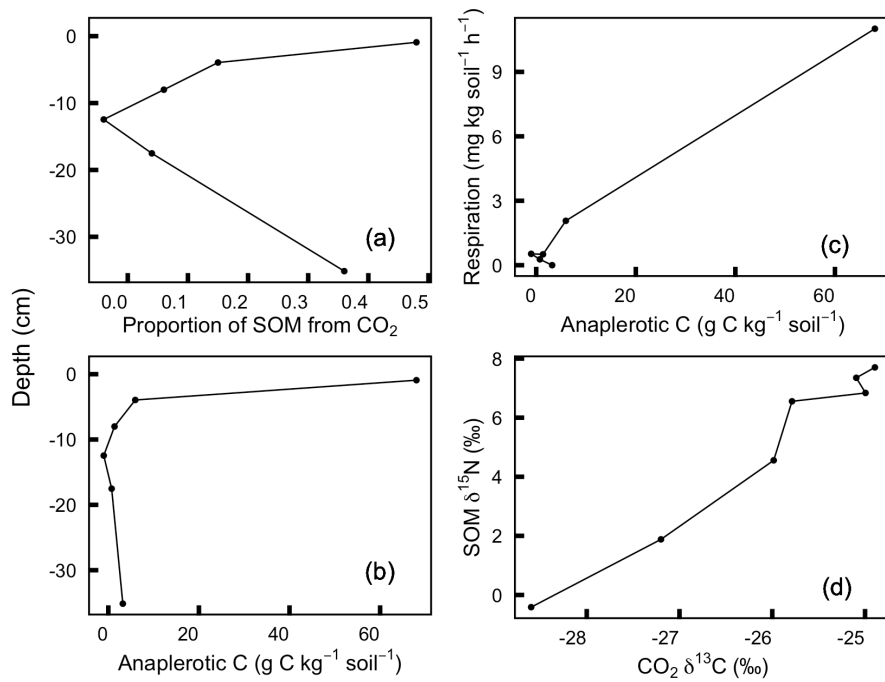 0
-10
-20
-30
(a)
0.0 0.1 0.2 0.3 0.4 0.5
Proportion of SOM from CO₂
Depth (cm)
0
-10
-20
-30
(b)
0 20 40 60
Anaplerotic C (g C kg⁻¹ soil⁻¹)
Respiration (mg kg soil⁻¹ h⁻¹)
9
6
3
0
(c)
0 20 40 60
Anaplerotic C (g C kg⁻¹ soil⁻¹)
SOM δ¹⁵N (‰)
8
6
4
2
0
(d)
-28 -27 -26 -25
CO₂ δ¹³C (‰)